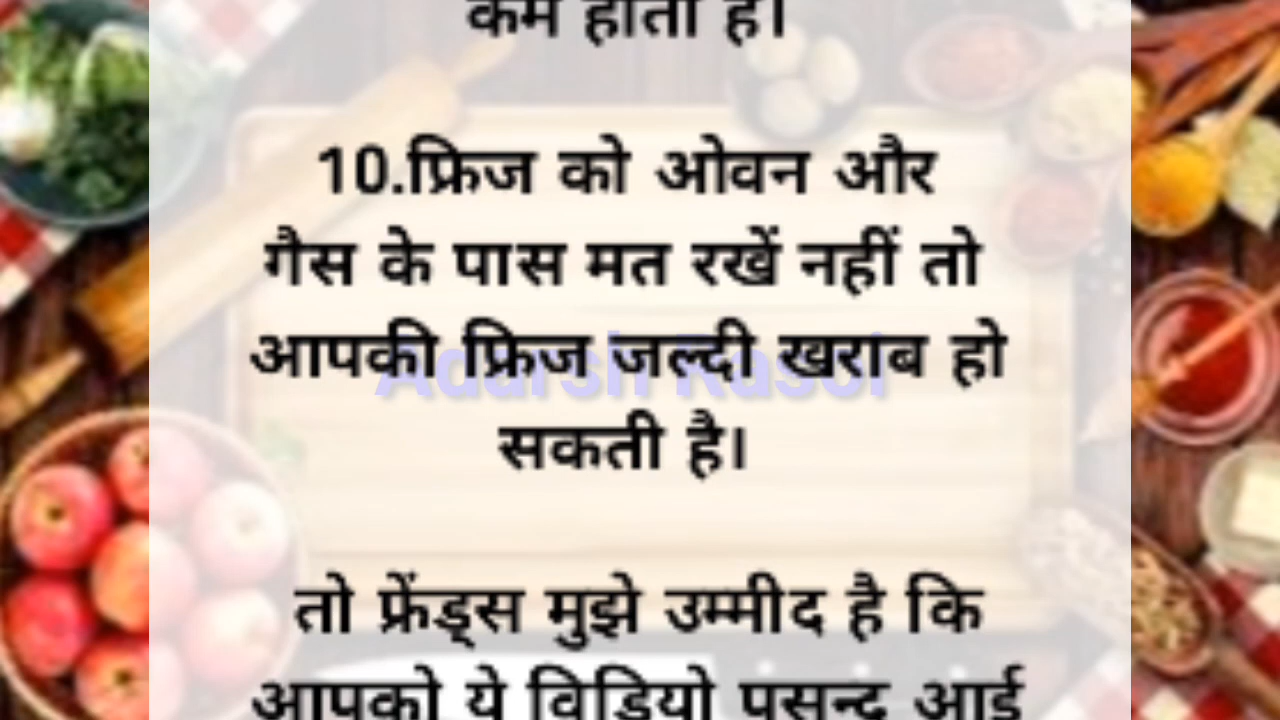 कम होता है।
10.फ्रिज को ओवन और
गैस के पास मत रखें नहीं तो
आपकी फ्रिज जल्दी खराब हो
सकती है।
Adarsh Rasoi
तो फ्रेंड्स मुझे उम्मीद है कि
आपको ये विडियो पसन्द आई